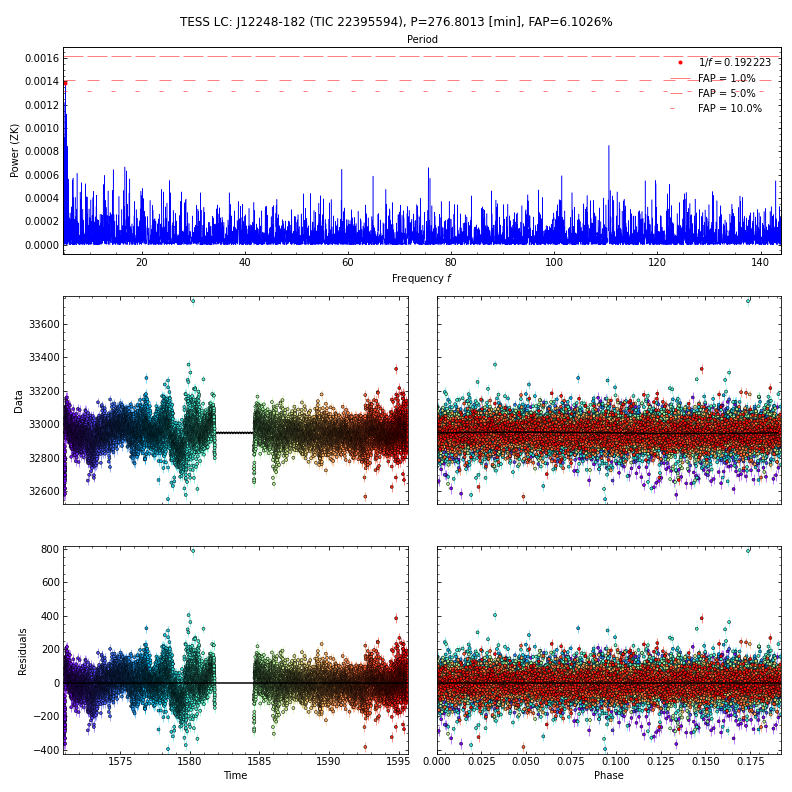 TESS LC: J12248-182 (TIC 22395594), P=276.8013 [min], FAP=6.1026%
Period
Power (ZK)
0.0016
0.0014
0.0012
0.0010
0.0008
0.0006
0.0004
0.0002
0.0000
1/f = 0.192223
FAP = 1.0%
FAP = 5.0%
FAP = 10.0%
20 40 60 80 100 120 140
Frequency f
Data
33600
33400
33200
33000
32800
32600
Residuals
800
600
400
200
0
−200
−400
1575 1580 1585 1590 1595
Time
0.000 0.025 0.050 0.075 0.100 0.125 0.150 0.175
Phase